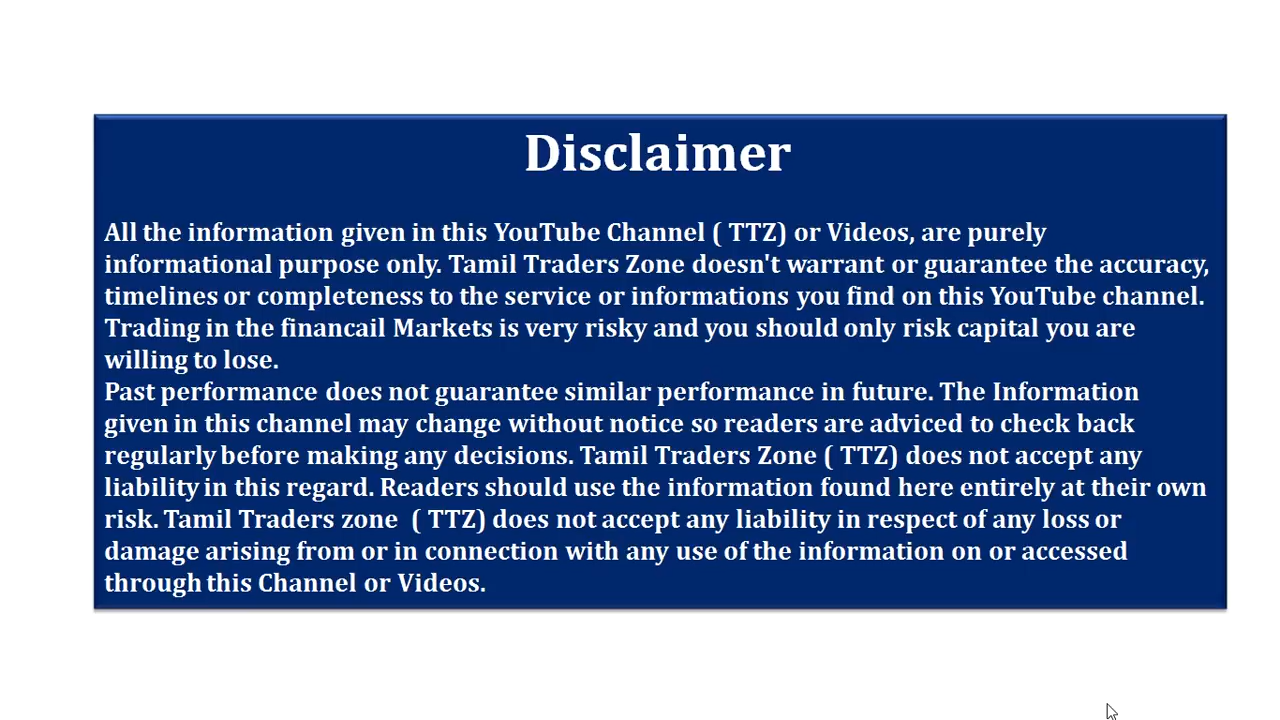 Disclaimer
All the information given in this YouTube Channel ( TTZ) or Videos, are purely
informational purpose only. Tamil Traders Zone doesn't warrant or guarantee the accuracy,
timelines or completeness to the service or informations you find on this YouTube channel.
Trading in the financail Markets is very risky and you should only risk capital you are
willing to lose.
Past performance does not guarantee similar performance in future. The Information
given in this channel may change without notice so readers are adviced to check back
regularly before making any decisions. Tamil Traders Zone ( TTZ) does not accept any
liability in this regard. Readers should use the information found here entirely at their own
risk. Tamil Traders zone  ( TTZ) does not accept any liability in respect of any loss or
damage arising from or in connection with any use of the information on or accessed
through this Channel or Videos.